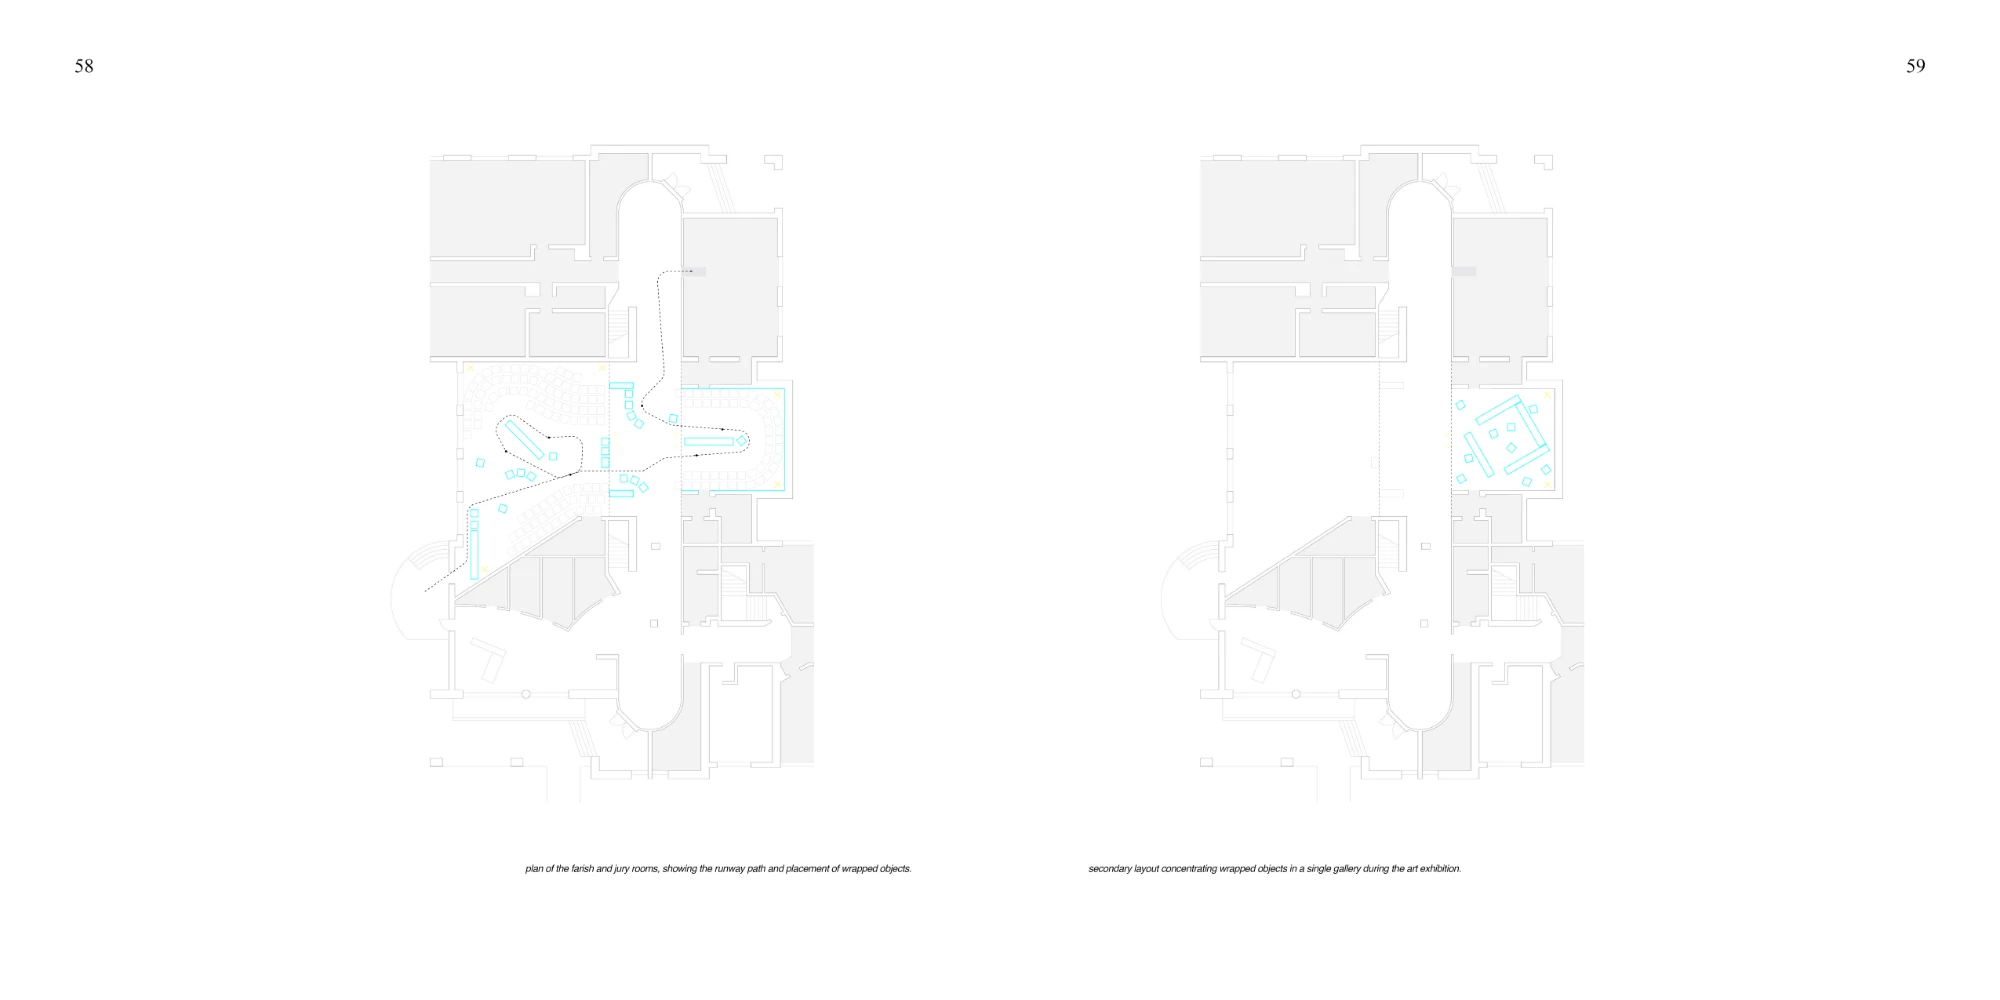 58
59
plan of the farish and jury rooms, showing the runway path and placement of wrapped objects.
secondary layout concentrating wrapped objects in a single gallery during the art exhibition.